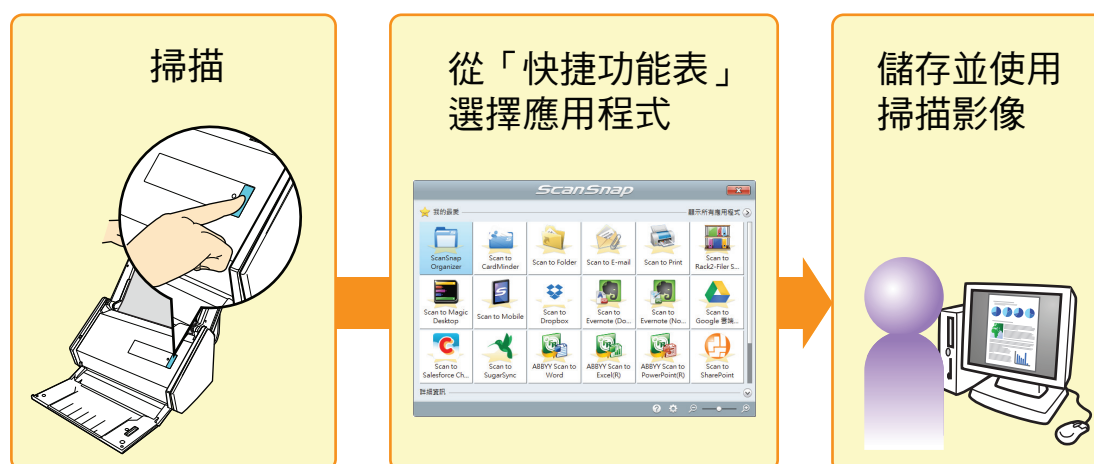 掃描
從「快捷功能表」
選擇應用程式
ScanSnap
我的最愛
顯示所有應用程式
ScanSnap
Organizer
Scan to
CardMinder
Scan to Folder
Scan to E-mail
Scan to Print
Scan to
Rack2-Filer S...
Scan to Magic
Desktop
Scan to Mobile
Scan to
Dropbox
Scan to
Evernote (Do...
Scan to
Evernote (No...
Scan to
Google 雲端...
Scan to
Salesforce Ch...
Scan to
SugarSync
ABBYY Scan to
Word
ABBYY Scan to
Excel(R)
ABBYY Scan to
PowerPoint(R)
Scan to
SharePoint
詳細資訊
儲存並使用
掃描影像